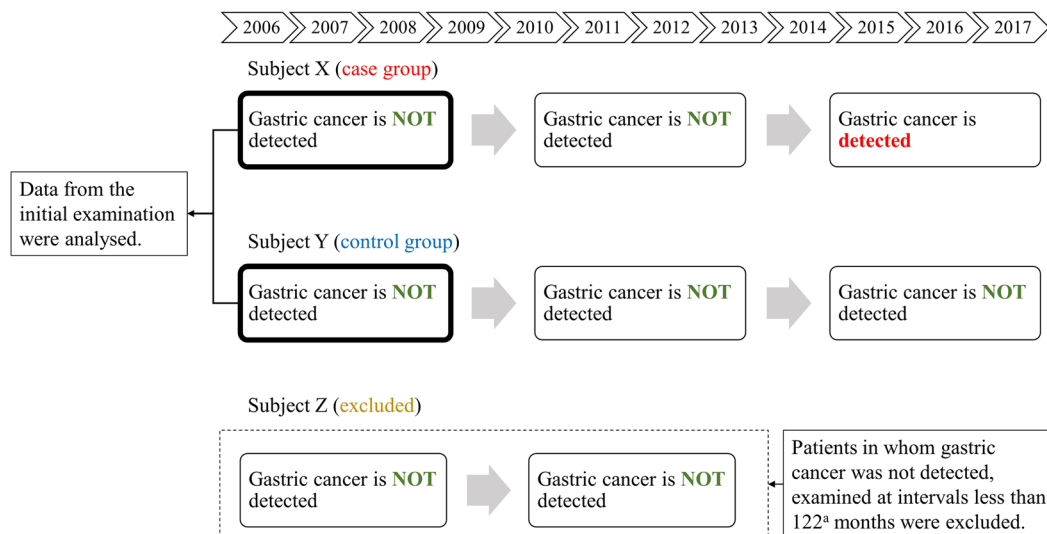 2006 2007 2008 2009 2010 2011 2012 2013 2014 2015 2016 2017
Subject X (case group)
Gastric cancer is NOT
detected
Gastric cancer is NOT
detected
Gastric cancer is
detected
Data from the
initial examination
were analysed.
Subject Y (control group)
Gastric cancer is NOT
detected
Gastric cancer is NOT
detected
Gastric cancer is NOT
detected
Subject Z (excluded)
Gastric cancer is NOT
detected
Gastric cancer is NOT
detected
Patients in whom gastric
cancer was not detected,
examined at intervals less than
122ª months were excluded.